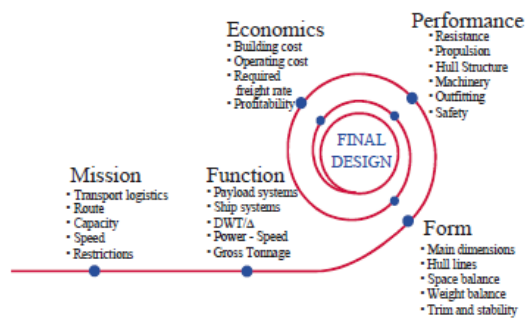 Economics
• Building cost
• Operating cost
• Required
freight rate
• Profitability
Performance
• Resistance
• Propulsion
• Hull Structure
• Machinery
• Outfitting
• Safety
FINAL
DESIGN
Mission
• Transport logistics
• Route
• Capacity
• Speed
• Restrictions
Function
• Payload systems
• Ship systems
• DWT/Δ
• Power - Speed
• Gross Tonnage
Form
• Main dimensions
• Hull lines
• Space balance
• Weight balance
• Trim and stability